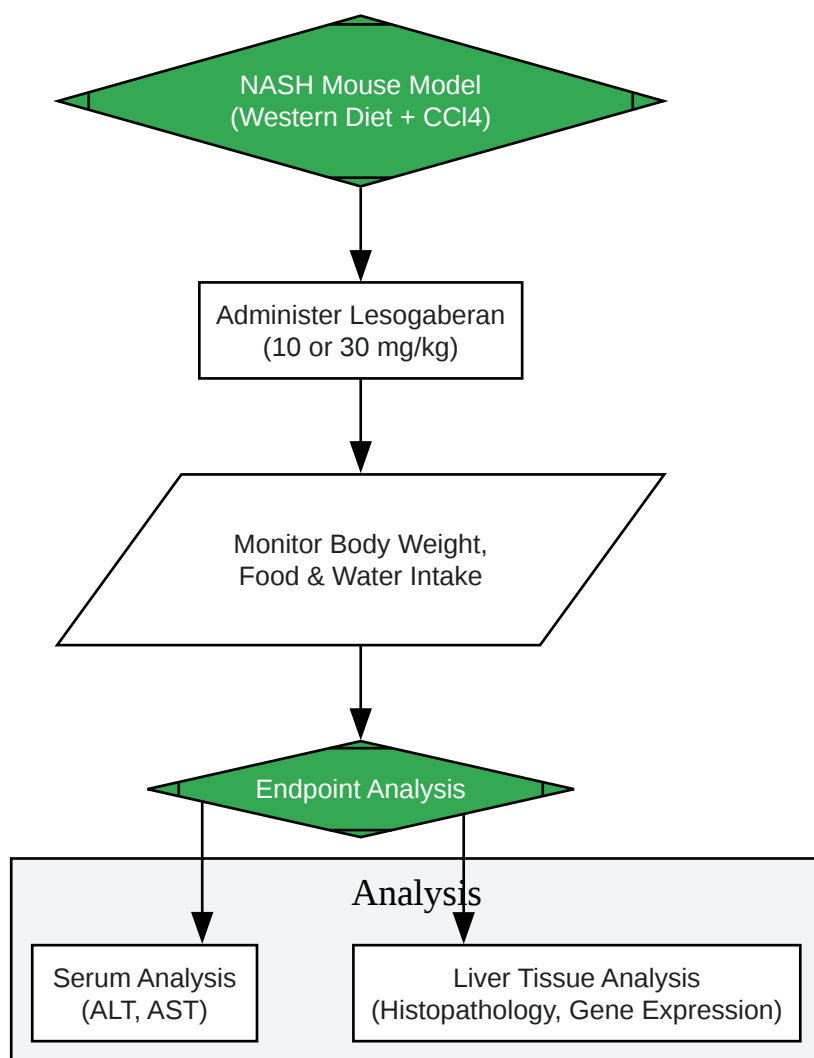 NASH Mouse Model
(Western Diet + CCl4)
Administer Lesogaberan
(10 or 30 mg/kg)
Monitor Body Weight,
Food & Water Intake
Endpoint Analysis
Analysis
Serum Analysis
(ALT, AST)
Liver Tissue Analysis
(Histopathology, Gene Expression)